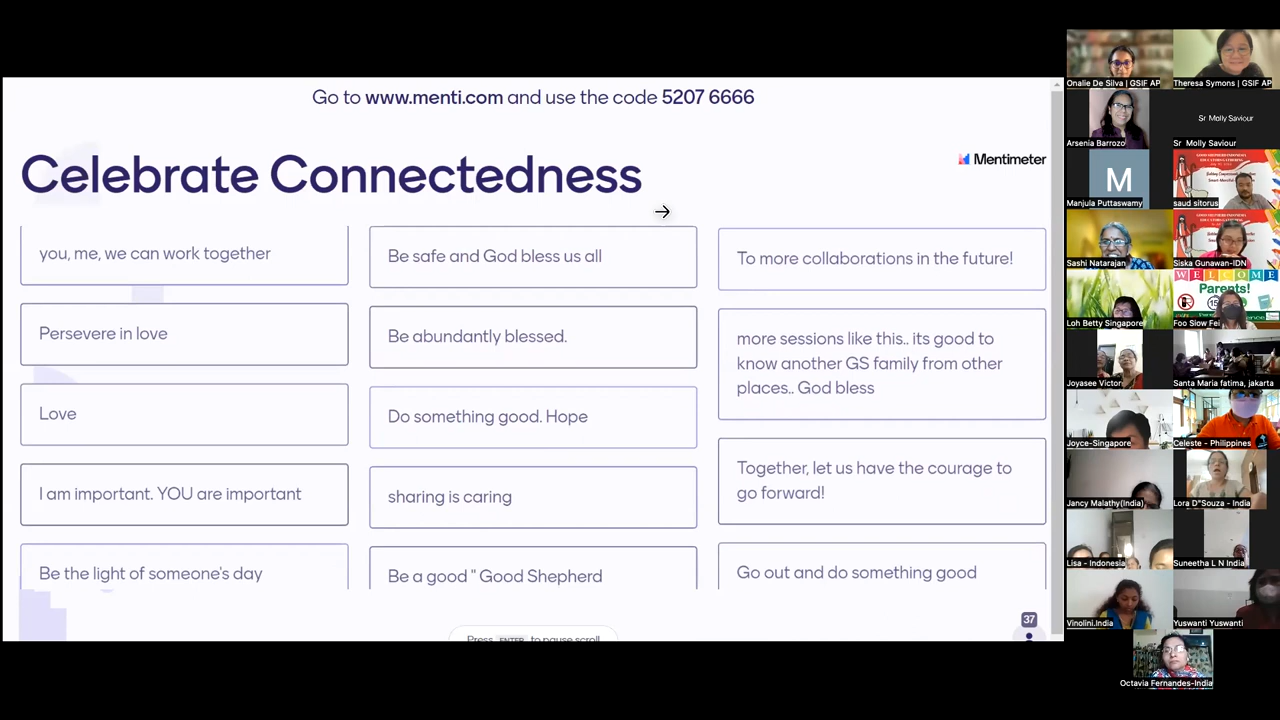 Go to www.menti.com and use the code 5207 6666
Celebrate Connectedness
Mentimeter
you, me, we can work together
Persevere in love
Love
I am important. YOU are important
Be the light of someone's day
Be safe and God bless us all
Be abundantly blessed.
Do something good. Hope
sharing is caring
Be a good " Good Shepherd
To more collaborations in the future!
more sessions like this.. its good to
know another GS family from other
places.. God bless
Together, let us have the courage to
go forward!
Go out and do something good
37
Press ENTER to pause scroll
Onalie De Silva | GSIF AP
Theresa Symons | GSIF AP
Arsenia Barrozo
Sr Molly Saviour
Sr Molly Saviour
M
Manjula Puttaswamy
saud sitorus
Sashi Natarajan
Siska Gunawan-IDN
WELCOME
Parents!
Loh Betty Singapore
Foo Siow Fei
Joyasee Victor
Santa Maria fatima, jakarta
Joyce-Singapore
Celeste - Philippines
Jancy Malathy(India)
Lora D"Souza - India
Lisa - Indonesia
Suneetha L N India
Vinolini.India
Yuswanti Yuswanti
Octavia Fernandes-India